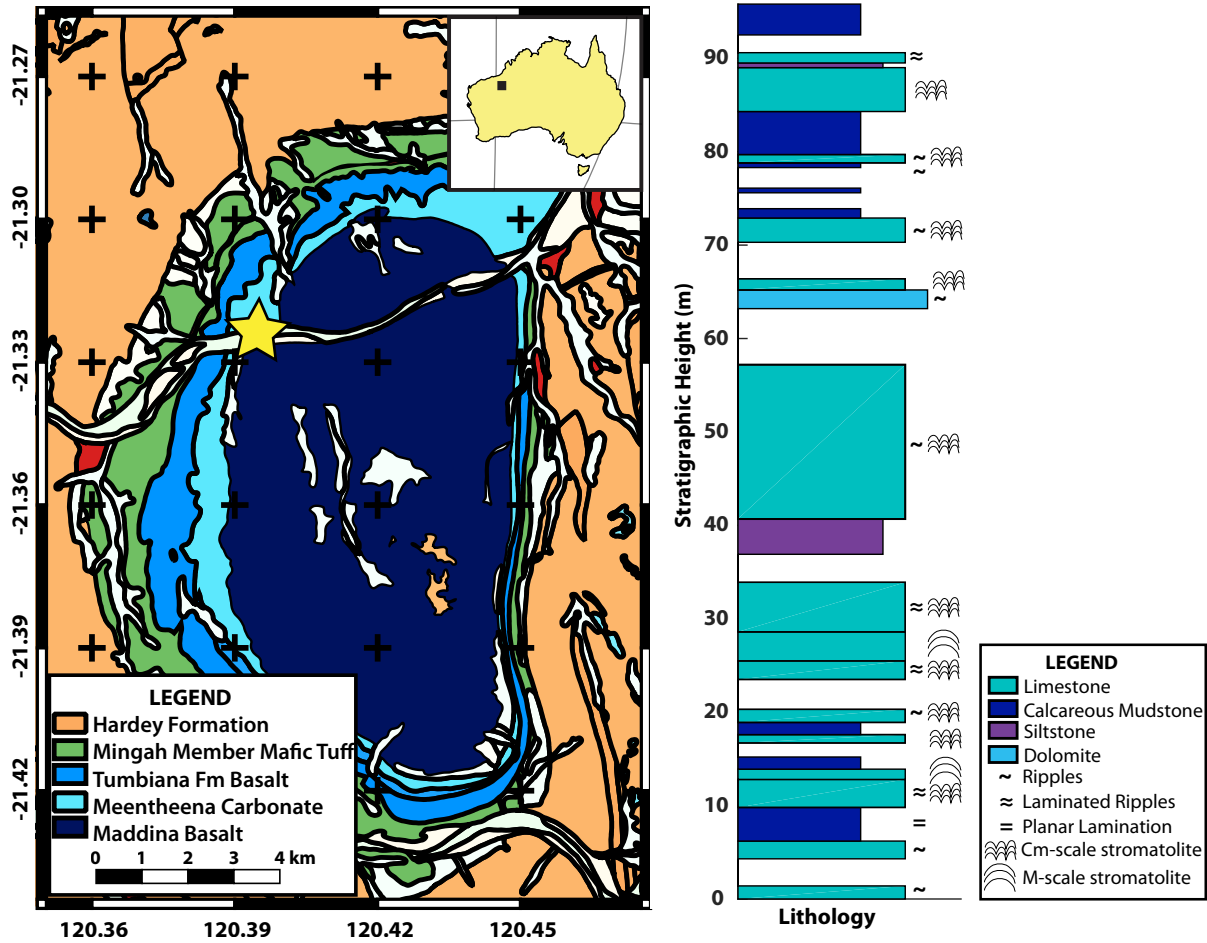 -21.27
-21.30
-21.33
-21.36
-21.39
-21.42
LEGEND
Hardey Formation
Mingah Member Mafic Tuff
Tumbiana Fm Basalt
Meentheena Carbonate
Maddina Basalt
0 1 2 3 4 km
120.36 120.39 120.42 120.45
Stratigraphic Height (m)
90
80
70
60
50
40
30
20
10
0
Lithology
LEGEND
Limestone
Calcareous Mudstone
Siltstone
Dolomite
~ Ripples
≈ Laminated Ripples
= Planar Lamination
Cm-scale stromatolite
M-scale stromatolite